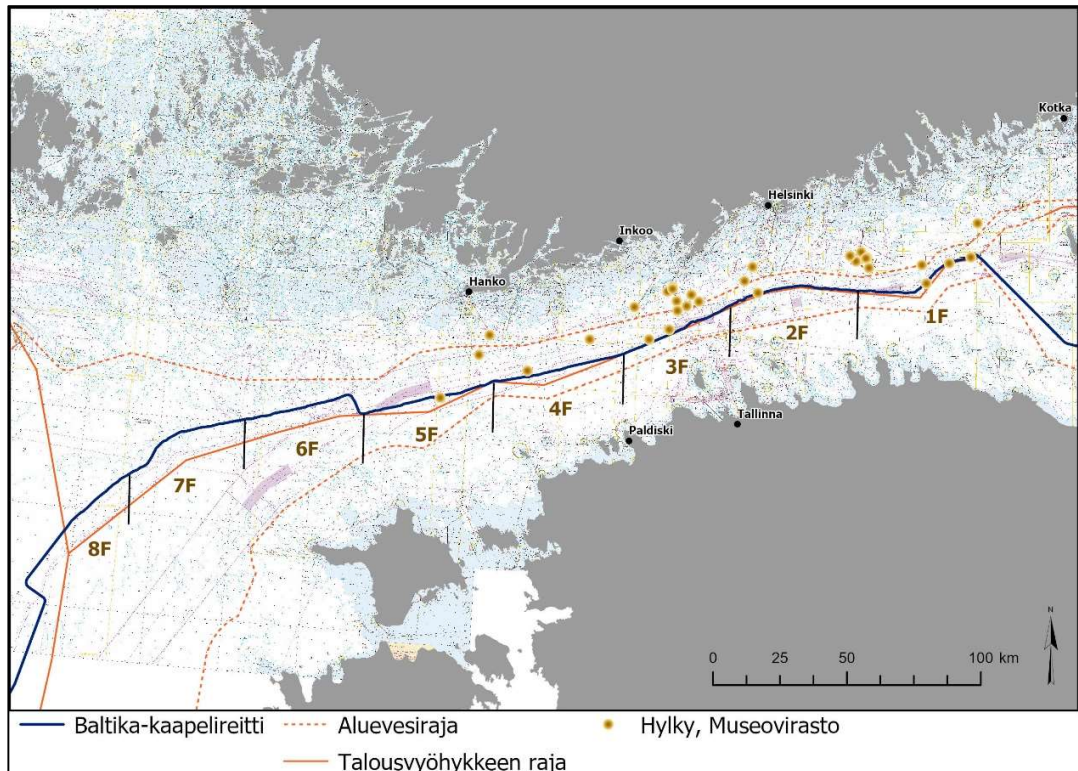 Kotka
Helsinki
Inkoo
Hanko
1F
2F
3F
4F
5F
Tallinna
Paldiski
6F
7F
8F
N
0 25 50 100 km
Baltika-kaapelireitti Aluevesiraja Hylky, Museovirasto
Talousvyöhykkeen raja